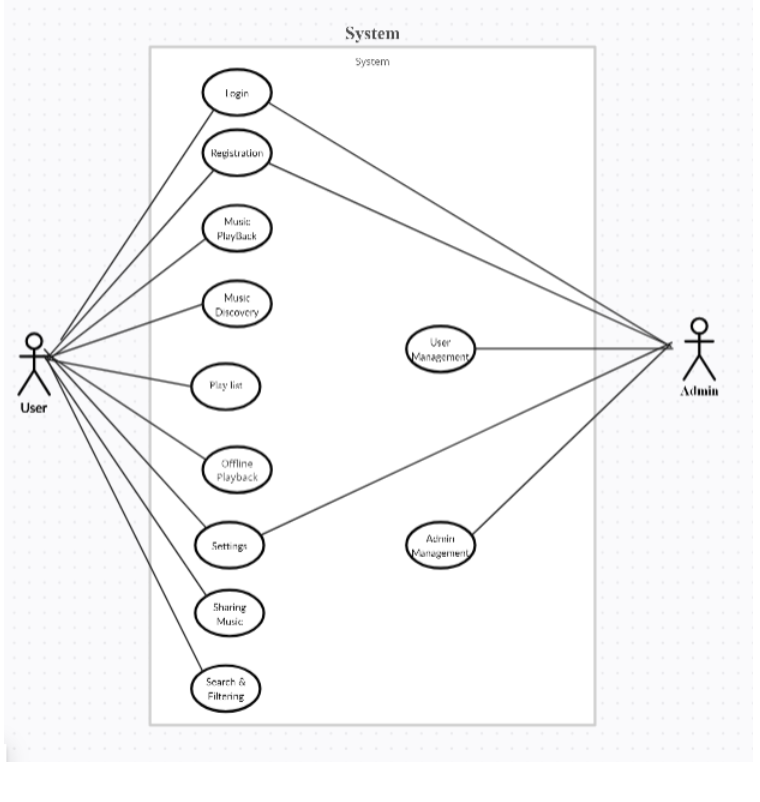 System
System
Login
Registration
Music
PlayBack
Music
Discovery
User
Management
Admin
Play list
User
Offline
Playback
Settings
Admin
Management
Sharing
Music
Search &
Filtering